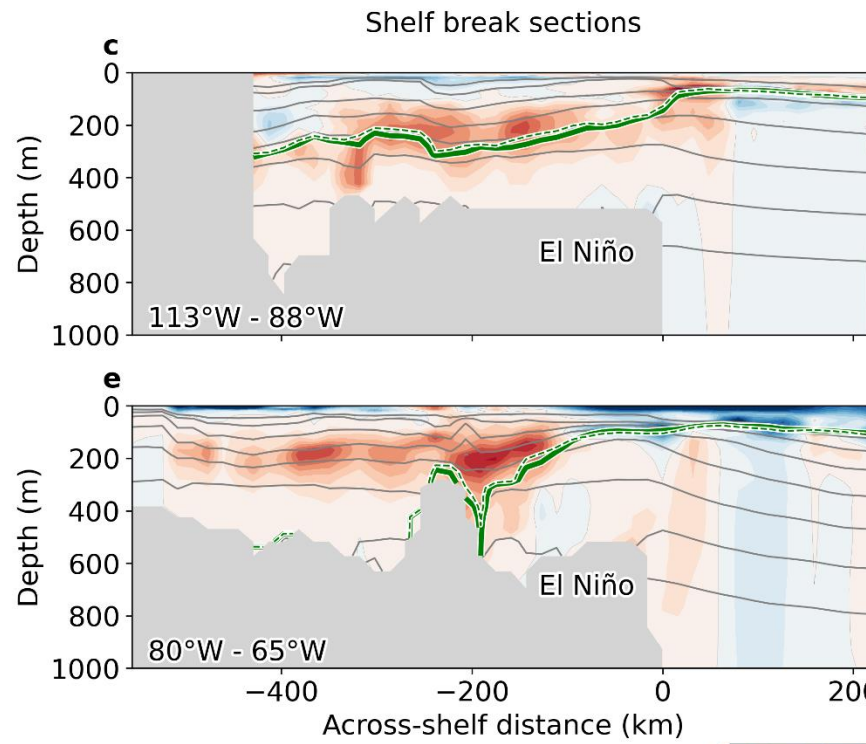 Shelf break sections
c
0
200
400
600
800
1000
Depth (m)
El Niño
113°W - 88°W
e
0
200
400
600
800
1000
Depth (m)
El Niño
80°W - 65°W
−400
−200
0
200
Across-shelf distance (km)